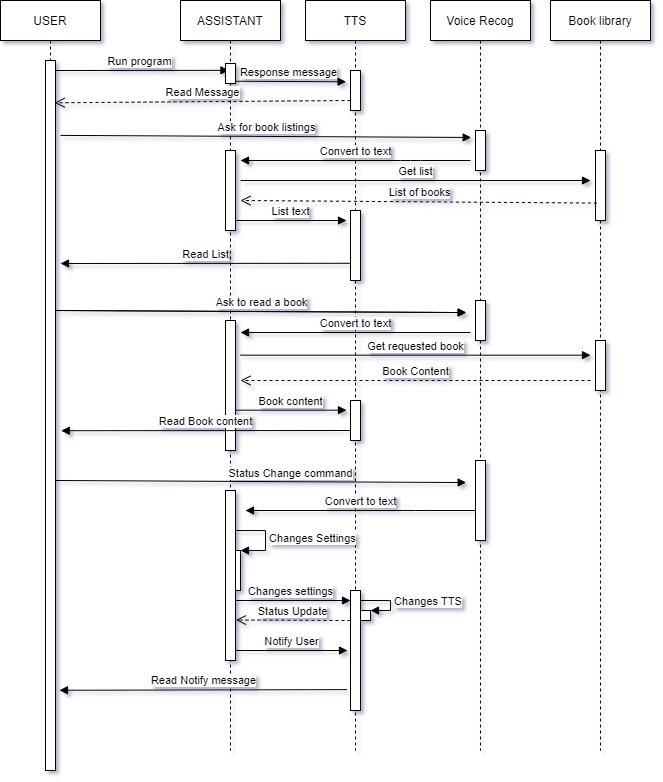 USER
ASSISTANT
TTS
Voice Recog
Book library
Run program
Response message
Read Message
Ask for book listings
Convert to text
Get list
List of books
List text
Read List
Ask to read a book
Convert to text
Get requested book
Book Content
Book content
Read Book content
Status Change command
Convert to text
Changes Settings
Changes settings
Changes TTS
Status Update
Notify User
Read Notify message